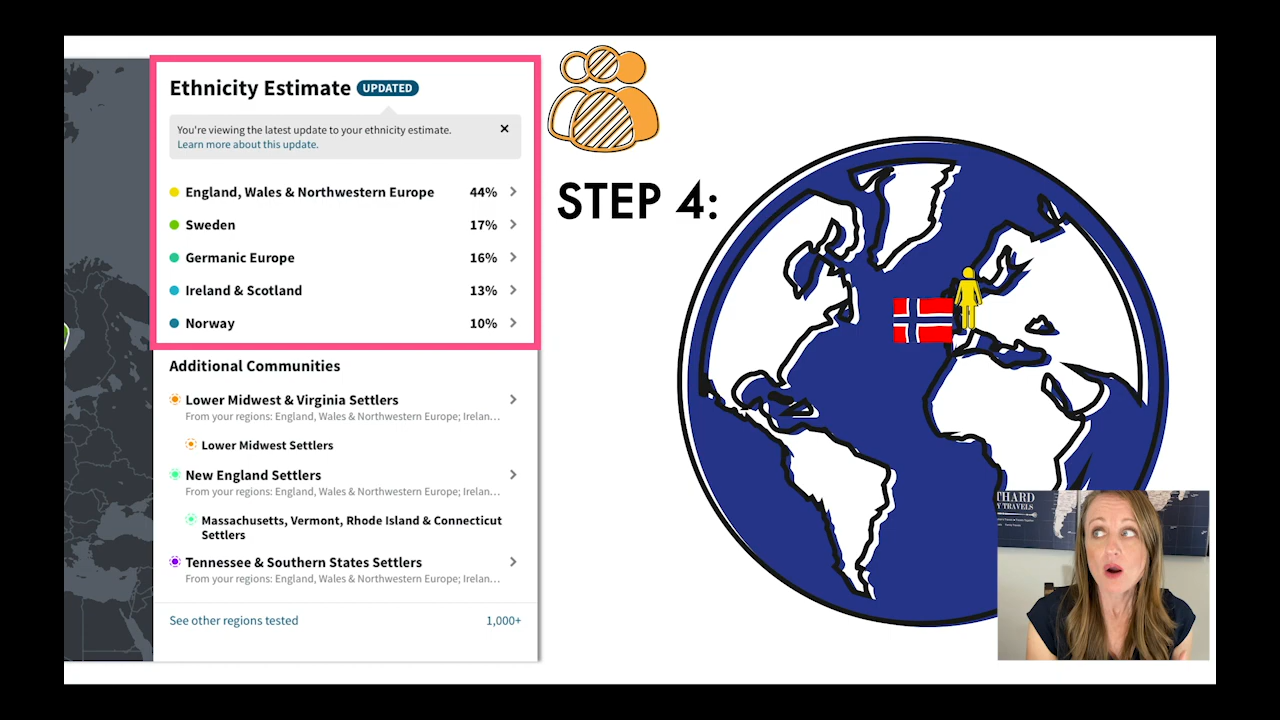 Ethnicity Estimate UPDATED
You're viewing the latest update to your ethnicity estimate.
Learn more about this update.
England, Wales & Northwestern Europe 44%
Sweden 17%
Germanic Europe 16%
Ireland & Scotland 13%
Norway 10%
Additional Communities
Lower Midwest & Virginia Settlers
From your regions: England, Wales & Northwestern Europe; Irelan...
Lower Midwest Settlers
New England Settlers
From your regions: England, Wales & Northwestern Europe; Irelan...
Massachusetts, Vermont, Rhode Island & Connecticut
Settlers
Tennessee & Southern States Settlers
From your regions: England, Wales & Northwestern Europe; Irelan...
See other regions tested 1,000+
STEP 4:
THARD
Y TRAVELS